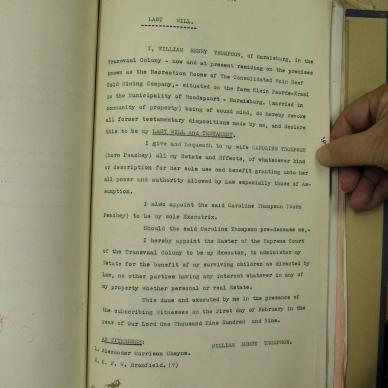 LAST WILL.
I, WILLIAM HENRY THOMPSON, of Maraisburg, in the
Transvaal Colony - now and at present residing on the premises
known as the Recreation Rooms of The Consolidated Main Reef
Gold Mining Company,- situated on the farm Klein Paarde-Kraal
in the Municipality of Roodepoort - Maraisburg, (married in
community of property) being of sound mind, do hereby revoke
all former testamentary dispositions made by me, and declare
this to be my LAST WILL AND TESTAMENT.
I give and bequeath to my wife CAROLINE THOMPSON
(born Peachey) all my Estate and Effects, of whatsoever kind
or description for her sole use and benefit granting unto her
all power and authority allowed by Law especially those of As-
sumption.
I also appoint the said Caroline Thompson (born
Peachey) to be my sole Executrix.
Should the said Caroline Thompson pre-decease me,-
I hereby appoint the Master of the Supreme Court
of the Transvaal Colony to be my Executor, to administer my
Estate for the benefit of my surviving children as directed by
Law, no other parties having any interest whatever in any of
my property whether personal or real Estate.
This done and executed by me in the presence of
the subscribing Witnesses on the First day of February in the
year of Our Lord One Thousand Nine Hundred and Nine.
AS WITNESSES:
WILLIAM HENRY THOMPSON.
1. Alexander Harrison Cheyne.
2. F. W. Bromfield. (?)